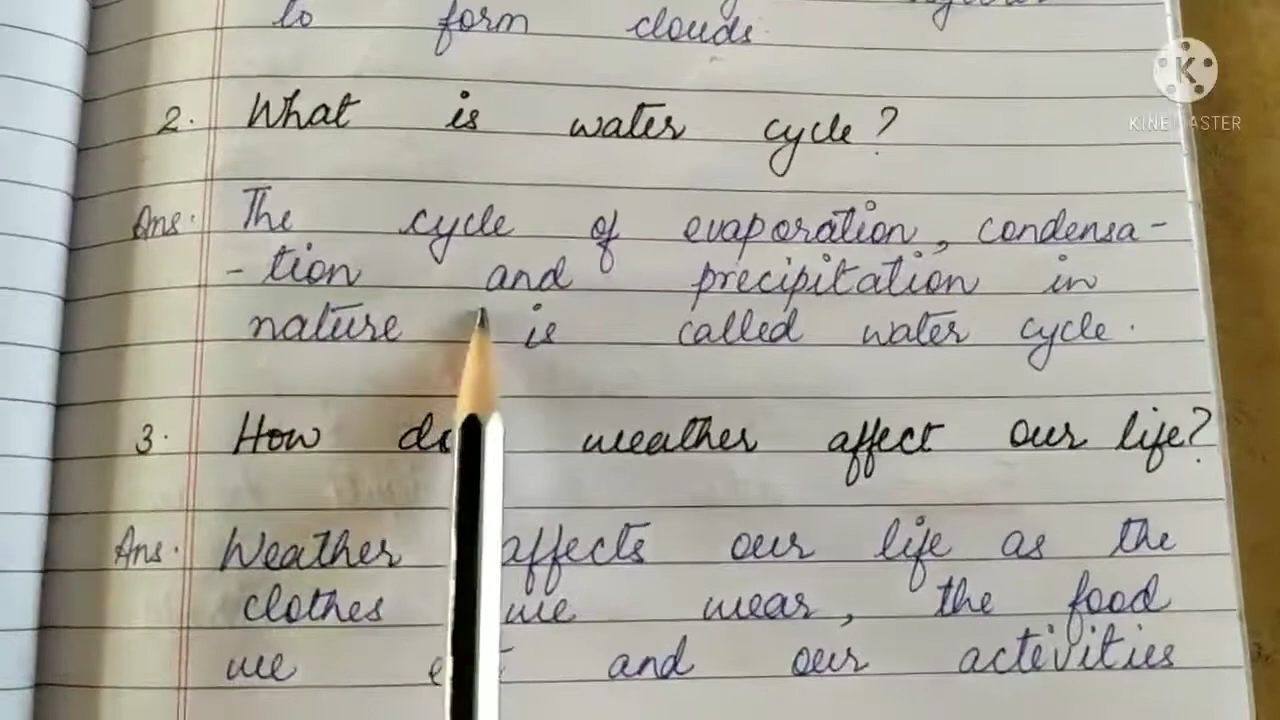 to form clouds
2. What is water cycle?
Ans. The cycle of evaporation, condensa-
-tion and precipitation in
nature is called water cycle.
3. How weather affect our life?
Ans. Weather affects our life as the
clothes we wear, the food
we and our activities
K
KINEMASTER